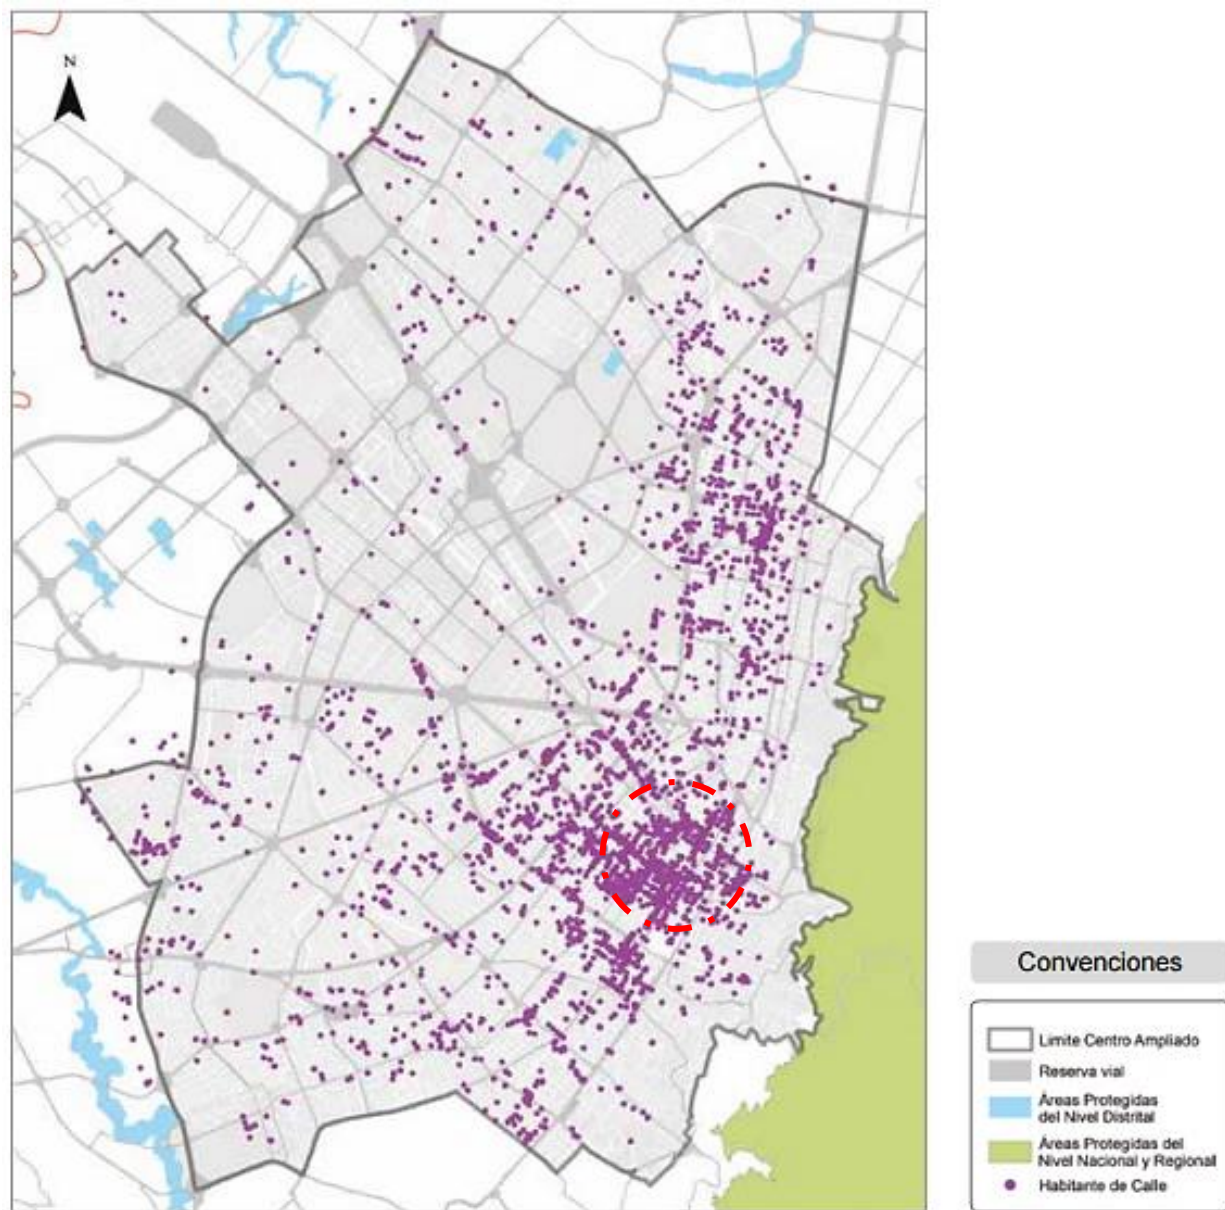 N
Convenciones
Limite Centro Ampliado
Reserva vial
Áreas Protegidas
del Nivel Distrital
Áreas Protegidas del
Nivel Nacional y Regional
Habitante de Calle